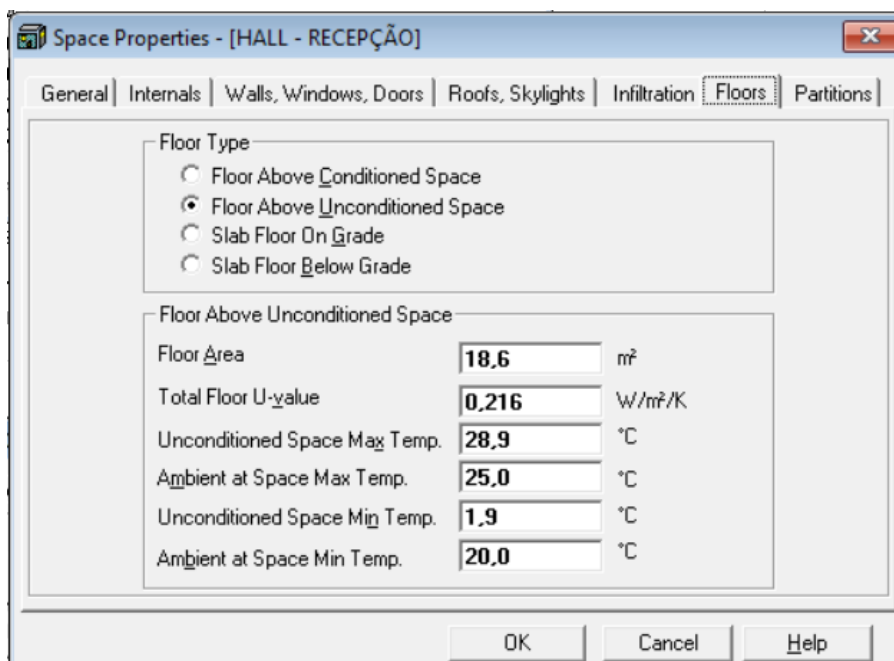 Space Properties - [HALL - RECEPÇÃO]
General Internals Walls, Windows, Doors Roofs, Skylights Infiltration Floors Partitions
Floor Type
Floor Above Conditioned Space
Floor Above Unconditioned Space
Slab Floor On Grade
Slab Floor Below Grade
Floor Above Unconditioned Space
Floor Area 18,6 m²
Total Floor U-value 0,216 W/m²/K
Unconditioned Space Max Temp. 28,9 °C
Ambient at Space Max Temp. 25,0 °C
Unconditioned Space Min Temp. 1,9 °C
Ambient at Space Min Temp. 20,0 °C
OK Cancel Help